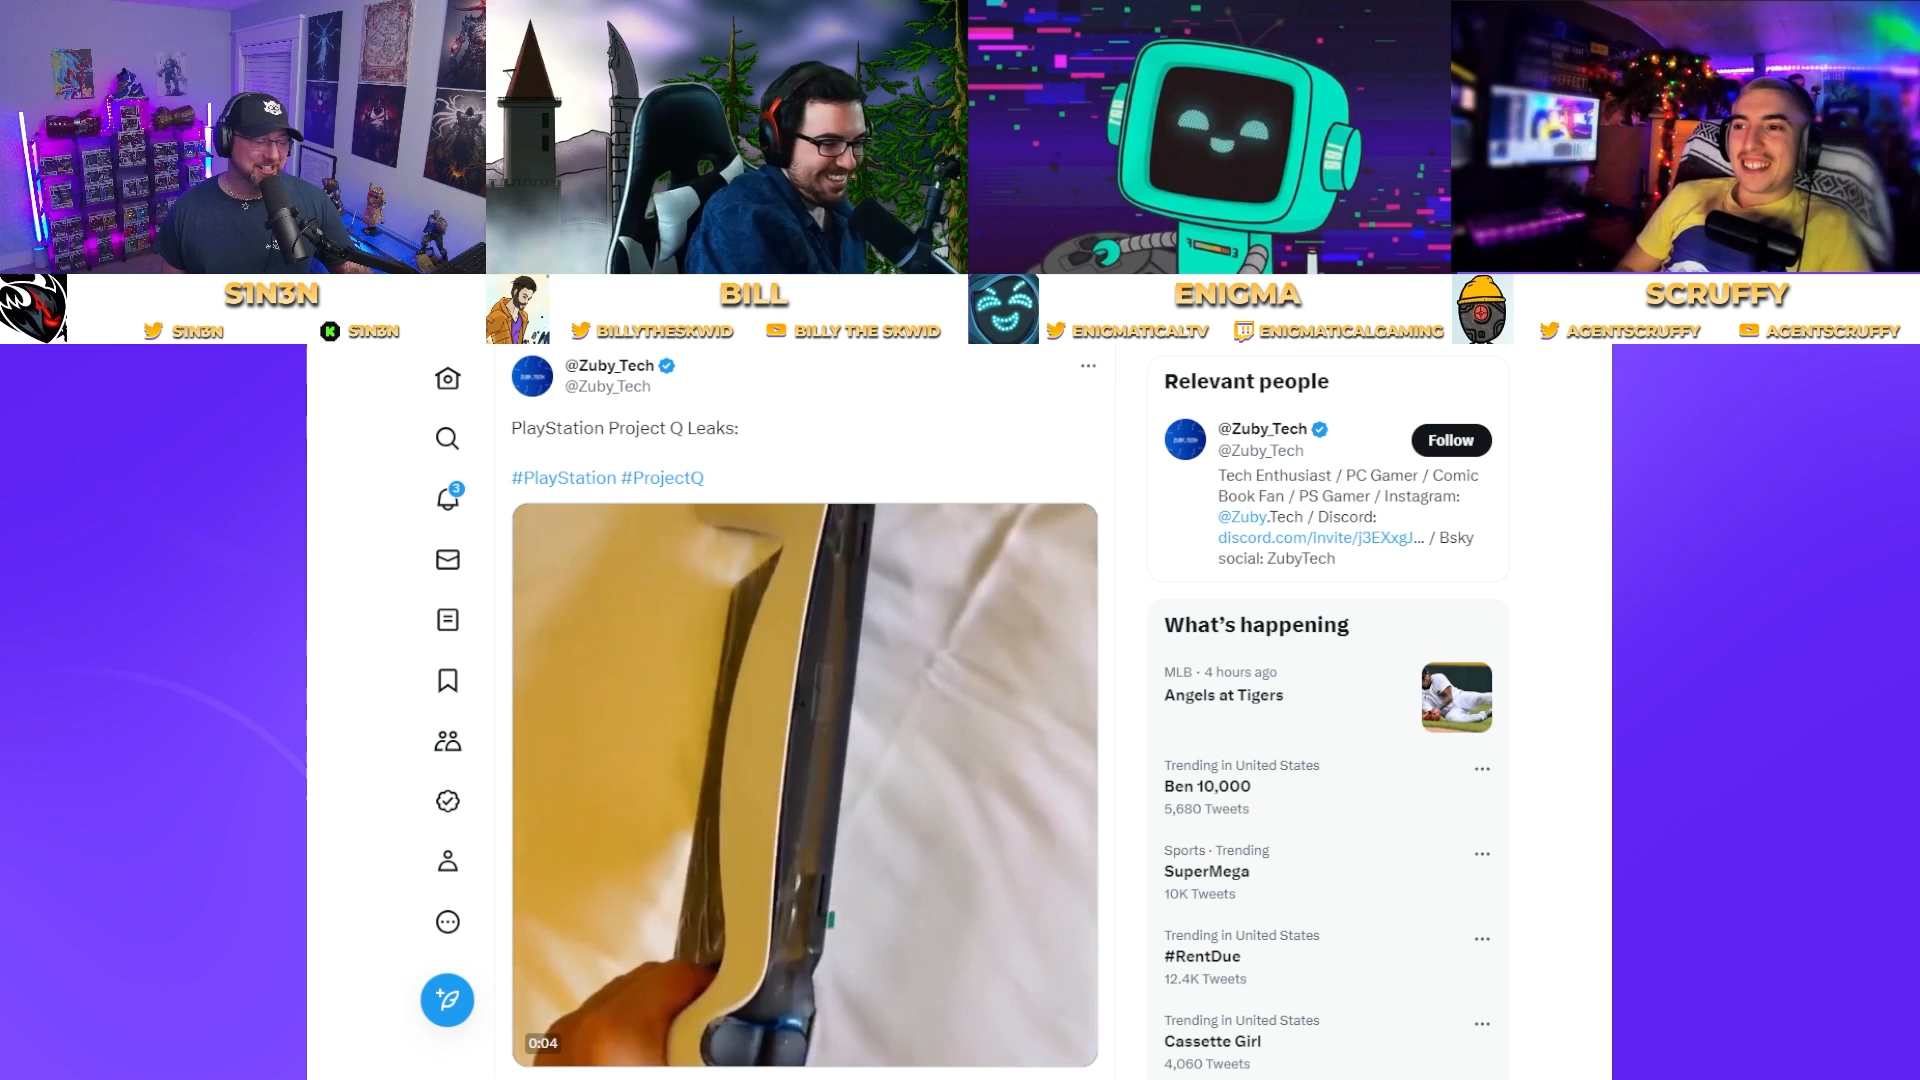 S1N3N
S1N3N
S1N3N
BILL
BILLYTHESKWID
BILLY THE SKWID
ENIGMA
ENIGMATICALTV
ENIGMATICALGAMING
SCRUFFY
AGENTSCRUFFY
AGENTSCRUFFY
@Zuby_Tech
@Zuby_Tech
PlayStation Project Q Leaks:
#PlayStation #ProjectQ
0:04
3
Relevant people
@Zuby_Tech
@Zuby_Tech
Follow
Tech Enthusiast / PC Gamer / Comic
Book Fan / PS Gamer / Instagram:
@Zuby.Tech / Discord:
discord.com/invite/j3EXxgJ... / Bsky
social: ZubyTech
What's happening
MLB · 4 hours ago
Angels at Tigers
Trending in United States
Ben 10,000
5,680 Tweets
Sports · Trending
SuperMega
10K Tweets
Trending in United States
#RentDue
12.4K Tweets
Trending in United States
Cassette Girl
4,060 Tweets